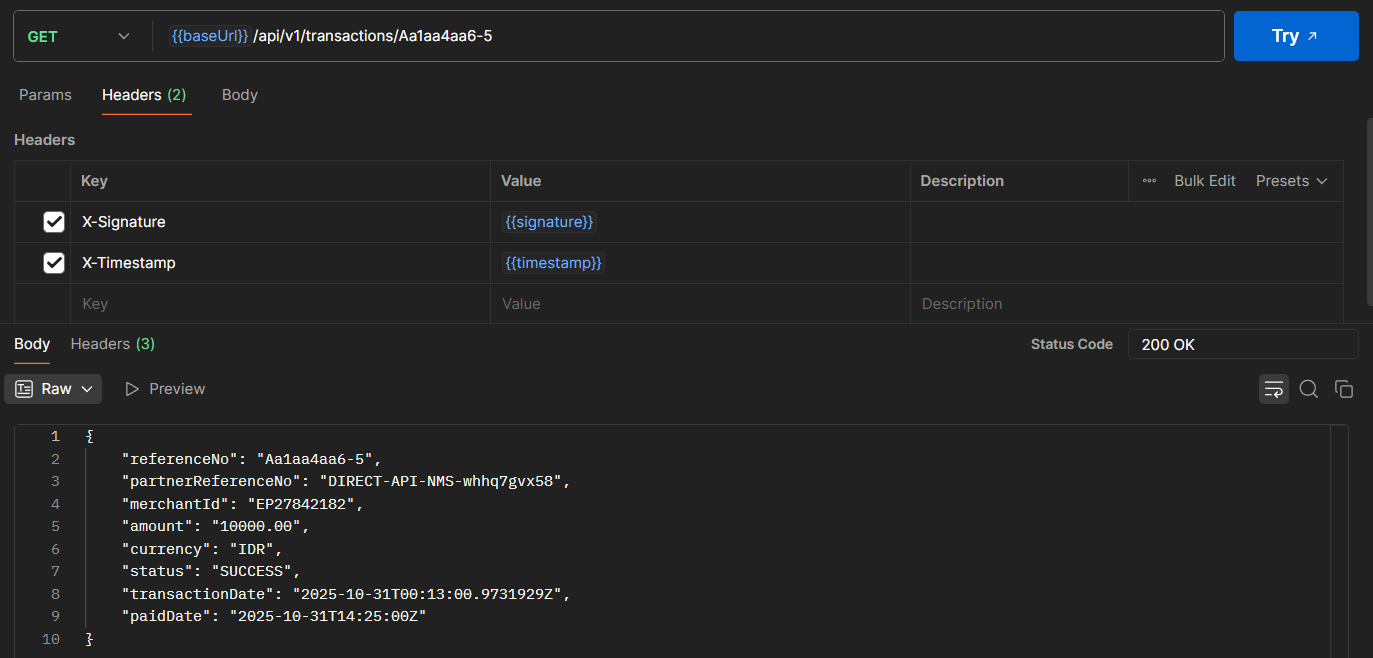 GET {{baseUrl}} /api/v1/transactions/Aa1aa4aa6-5 Try
Params Headers (2) Body
Headers
Key Value Description Bulk Edit Presets
X-Signature {{signature}}
X-Timestamp {{timestamp}}
Key Value Description
Body Headers (3) Status Code 200 OK
Raw Preview
1 {
2 "referenceNo": "Aa1aa4aa6-5",
3 "partnerReferenceNo": "DIRECT-API-NMS-whhq7gvx58",
4 "merchantId": "EP27842182",
5 "amount": "10000.00",
6 "currency": "IDR",
7 "status": "SUCCESS",
8 "transactionDate": "2025-10-31T00:13:00.9731929Z",
9 "paidDate": "2025-10-31T14:25:00Z"
10 }